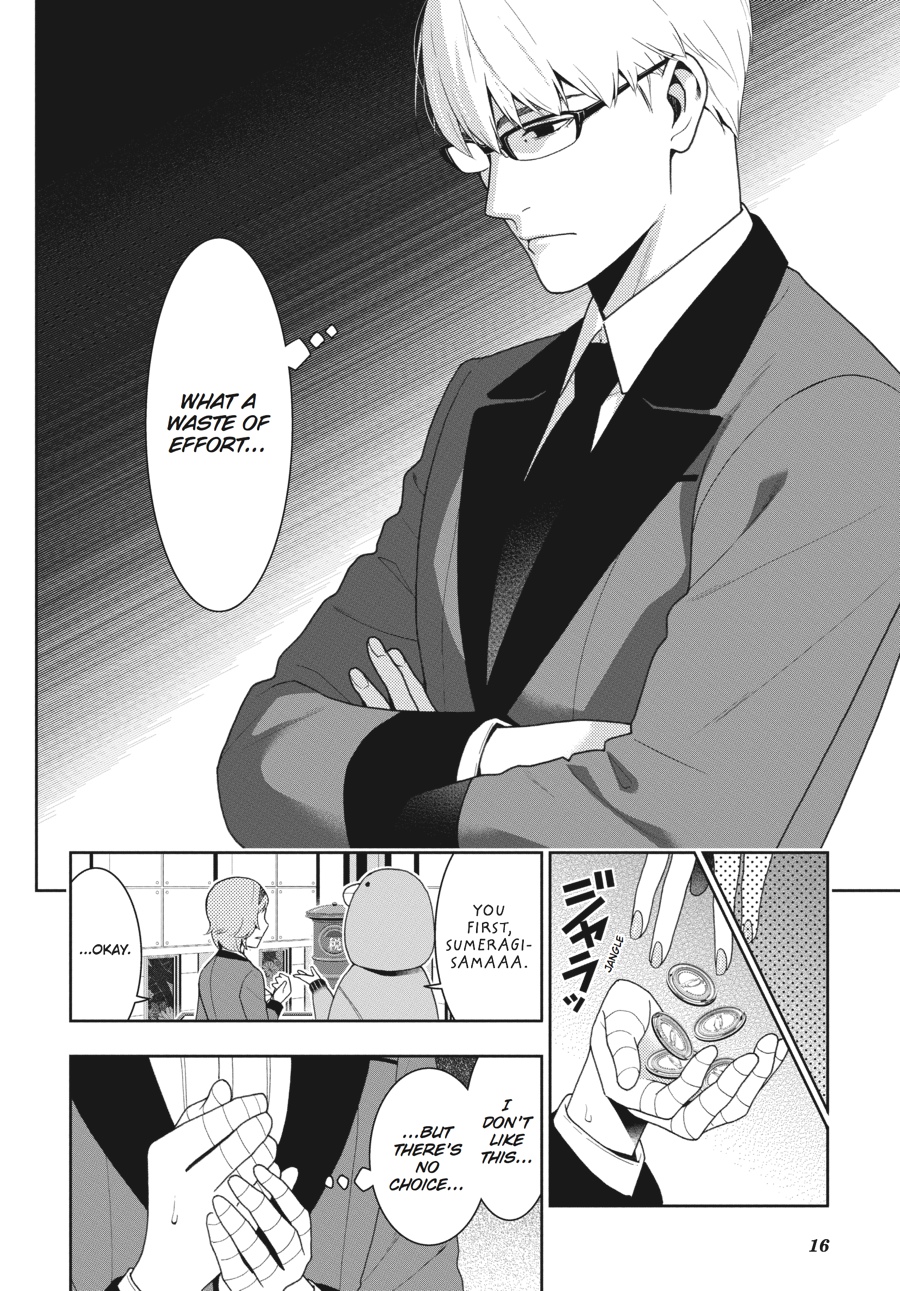 WHAT A
WASTE OF
EFFORT...
ジャラッ
JANGLE
YOU
FIRST,
SUMERAGI-
SAMAAA.
...OKAY.
I
DON'T
LIKE
THIS...
...BUT
THERE'S
NO
CHOICE...
16